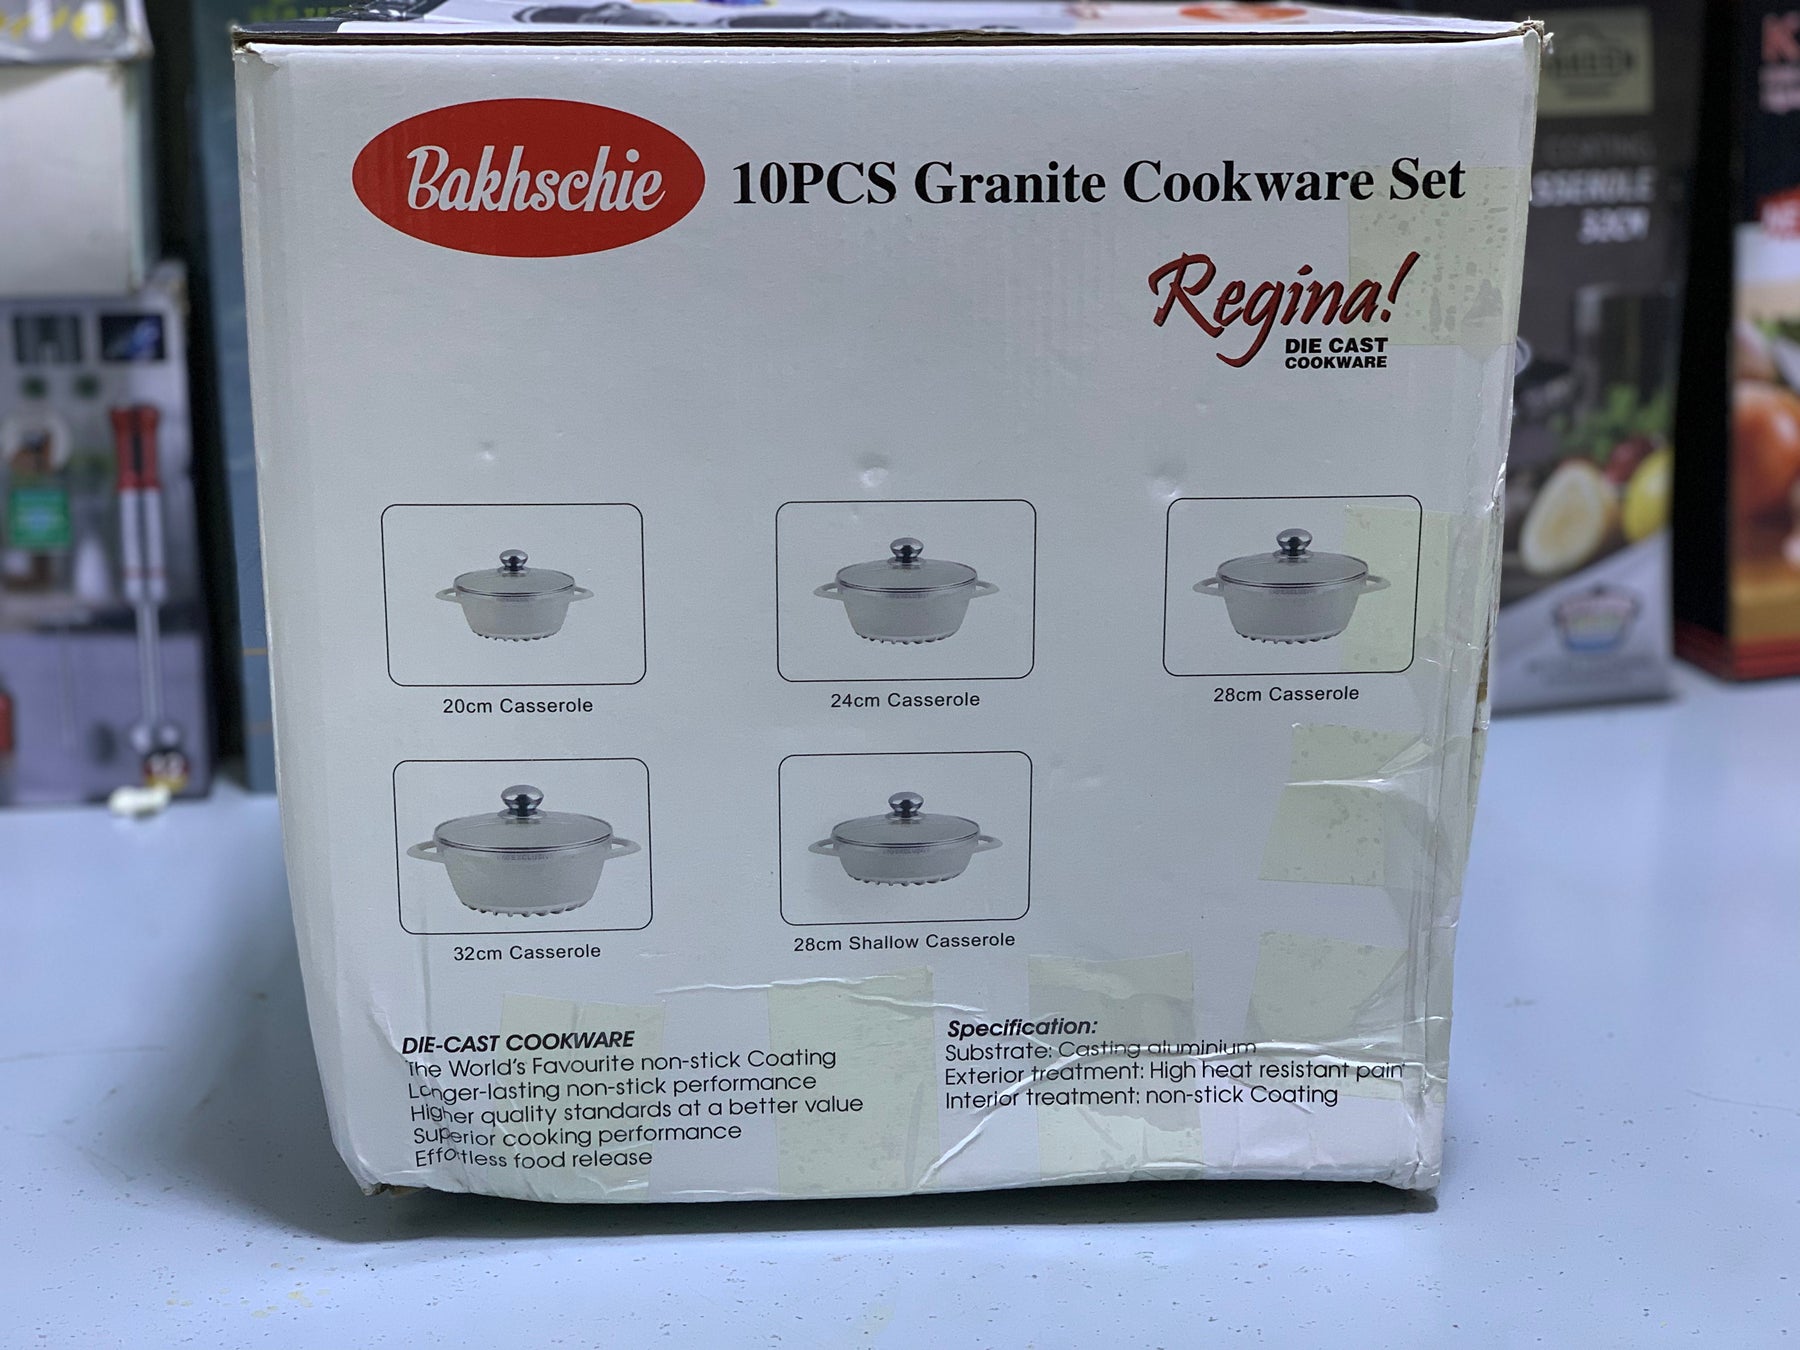 Bakhschie
10PCS Granite Cookware Set
Regina!
DIE CAST
COOKWARE
20cm Casserole
24cm Casserole
28cm Casserole
32cm Casserole
28cm Shallow Casserole
DIE-CAST COOKWARE
The World's Favourite non-stick Coating
Longer-lasting non-stick performance
Higher quality standards at a better value
Superior cooking performance
Effortless food release
Specification:
Substrate: Casting aluminium
Exterior treatment: High heat resistant pain
Interior treatment: non-stick Coating
COATING
SSEROLE